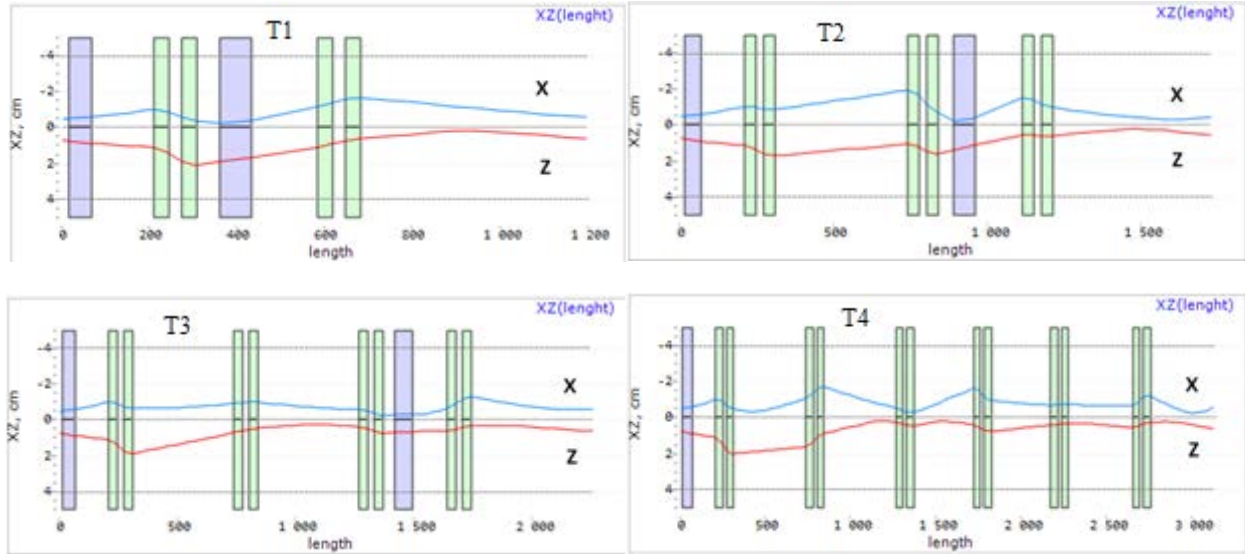 XZ(lenght)
T1
-4
-2
0
2
4
XZ, cm
X
Z
0 200 400 600 800 1 000 1 200
length
XZ(lenght)
T2
-4
-2
0
2
4
XZ, cm
X
Z
0 500 1 000 1 500
length
XZ(lenght)
T3
-4
-2
0
2
4
XZ, cm
X
Z
0 500 1 000 1 500 2 000
length
XZ(lenght)
T4
-4
-2
0
2
4
XZ, cm
X
Z
0 500 1 000 1 500 2 000 2 500 3 000
length